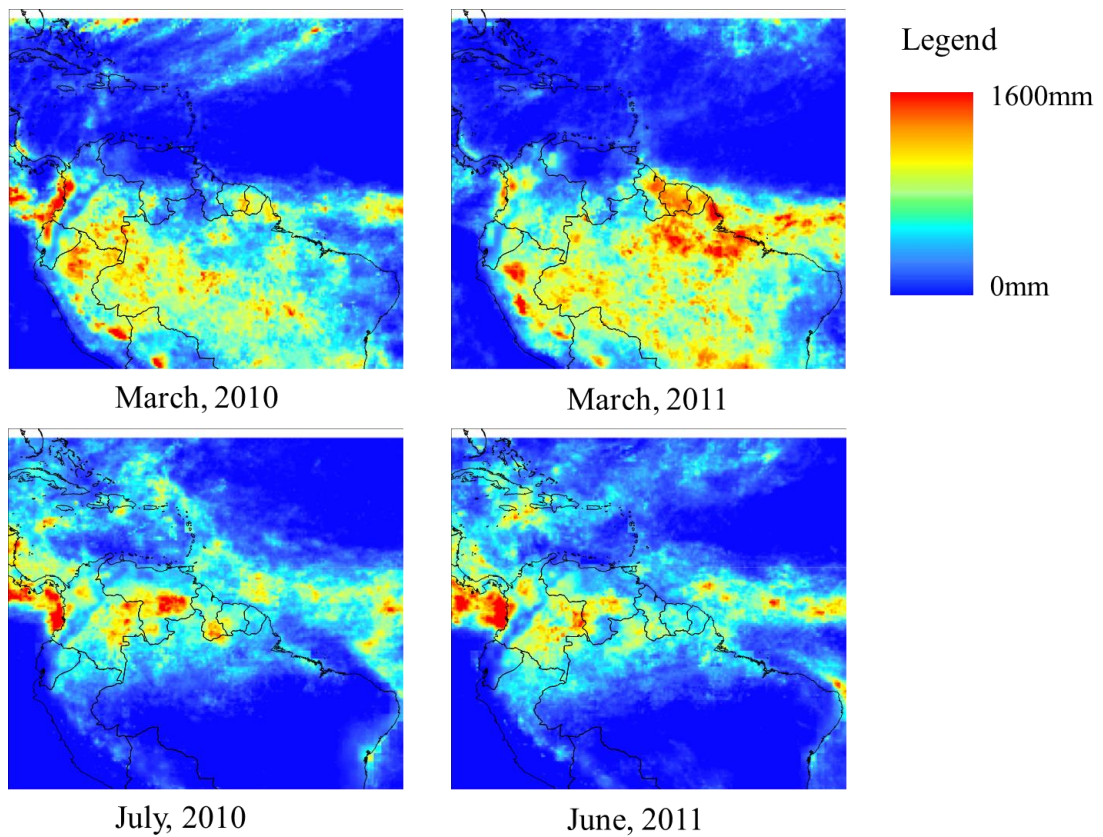 Legend
1600mm
0mm
March, 2010
March, 2011
July, 2010
June, 2011